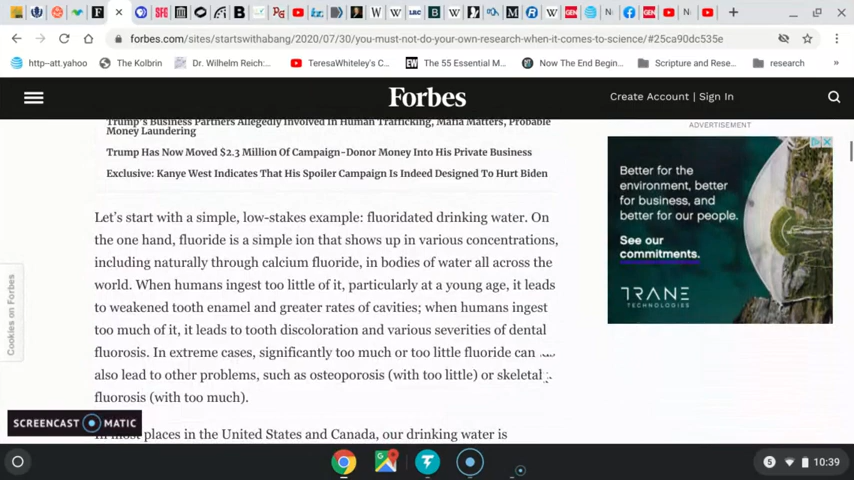 forbes.com/sites/startswithabang/2020/07/30/you-must-not-do-your-own-research-when-it-comes-to-science/#25ca90dc535e
http--att.yahoo
The Kolbrin
Dr. Wilhelm Reich:...
TeresaWhiteley's C...
The 55 Essential M...
Now The End Begin...
Scripture and Rese...
research
Forbes
Create Account | Sign In
ADVERTISEMENT
Trump's Business Partners Allegedly Involved In Human Trafficking, Mafia Matters, Probable
Money Laundering
Trump Has Now Moved $2.3 Million Of Campaign-Donor Money Into His Private Business
Exclusive: Kanye West Indicates That His Spoiler Campaign Is Indeed Designed To Hurt Biden
Let's start with a simple, low-stakes example: fluoridated drinking water. On
the one hand, fluoride is a simple ion that shows up in various concentrations,
including naturally through calcium fluoride, in bodies of water all across the
world. When humans ingest too little of it, particularly at a young age, it leads
to weakened tooth enamel and greater rates of cavities; when humans ingest
too much of it, it leads to tooth discoloration and various severities of dental
fluorosis. In extreme cases, significantly too much or too little fluoride can
also lead to other problems, such as osteoporosis (with too little) or skeletal
fluorosis (with too much).
In most places in the United States and Canada, our drinking water is
Better for the
environment, better
for business, and
better for our people.
See our
commitments.
TRANE
TECHNOLOGIES
Cookies on Forbes
SCREENCAST MATIC
5
10:39